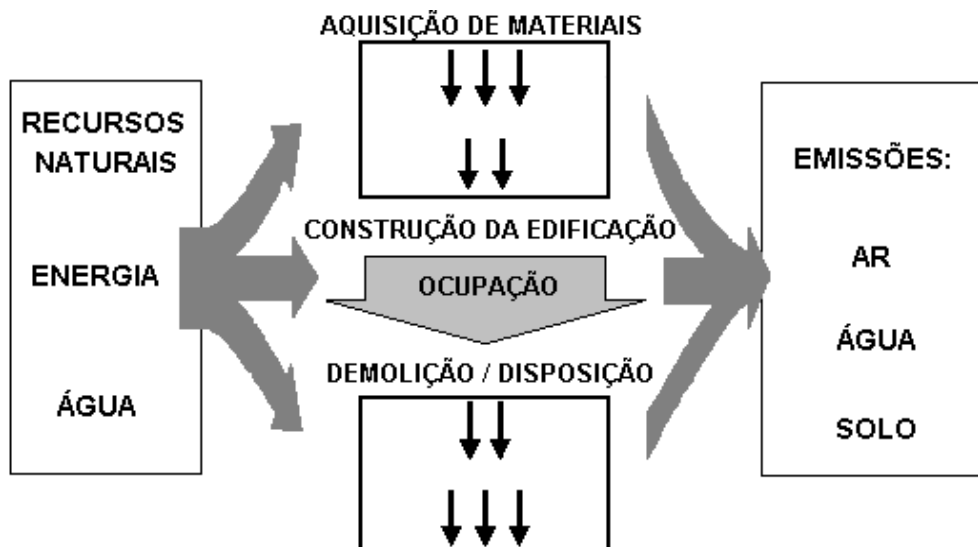 AQUISIÇÃO DE MATERIAIS
RECURSOS
NATURAIS
ENERGIA
ÁGUA
CONSTRUÇÃO DA EDIFICAÇÃO
OCUPAÇÃO
DEMOLIÇÃO / DISPOSIÇÃO
EMISSÕES:
AR
ÁGUA
SOLO